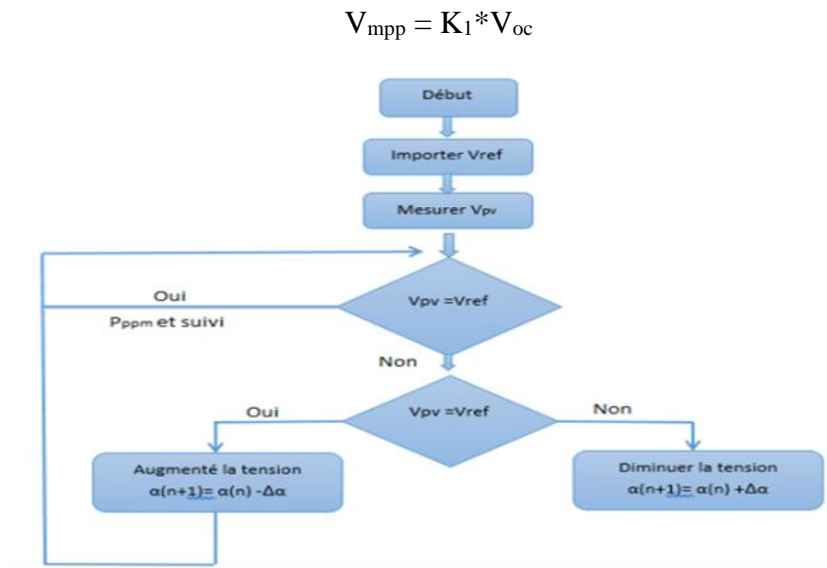 Vmpp = K1*Voc
Début
Importer Vref
Mesurer Vpv
Vpv =Vref
Oui
Pppm et suivi
Non
Vpv =Vref
Oui
Non
Augmenté la tension
α(n+1)= α(n) -Δα
Diminuer la tension
α(n+1)= α(n) +Δα